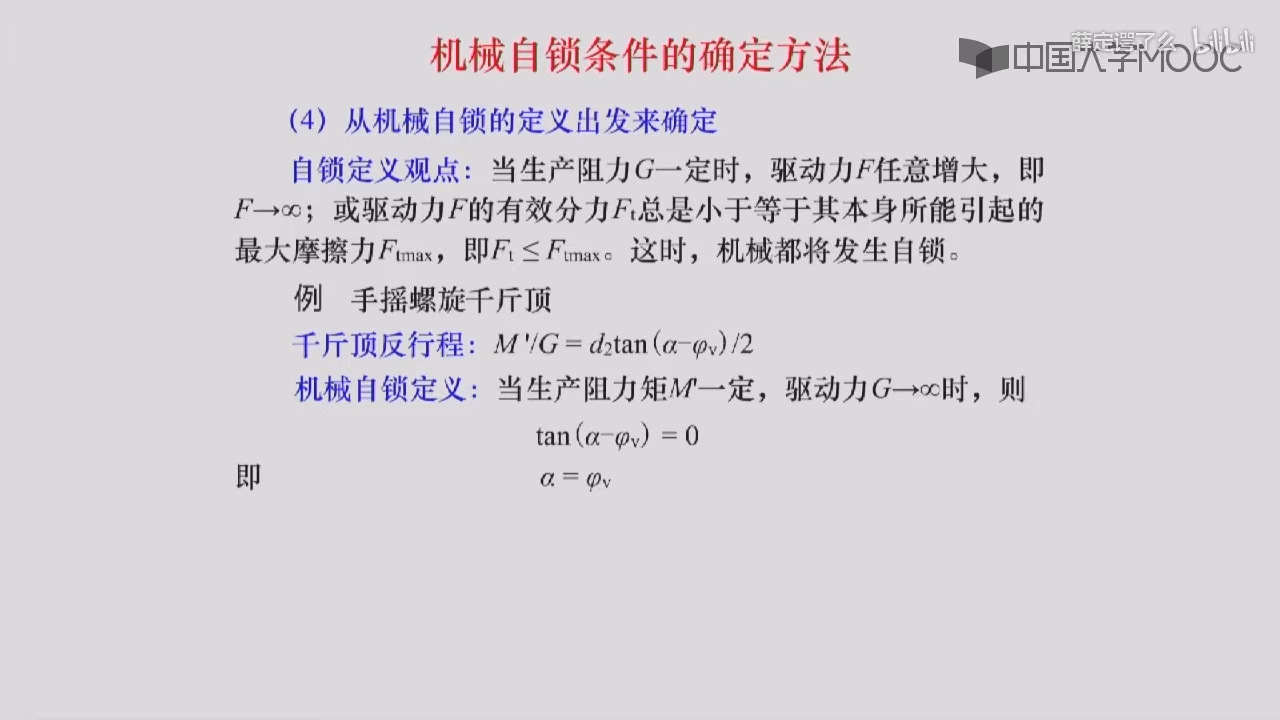 机械自锁条件的确定方法
薛定谔了么 bilibili
中国大学MOOC
（4）从机械自锁的定义出发来确定
自锁定义观点：当生产阻力G一定时，驱动力F任意增大，即
F→∞；或驱动力F的有效分力Ft总是小于等于其本身所能引起的
最大摩擦力Ftmax，即Ft ≤ Ftmax。这时，机械都将发生自锁。
例 手摇螺旋千斤顶
千斤顶反行程：M'/G = d2tan(α-φv)/2
机械自锁定义：当生产阻力矩M'一定，驱动力G→∞时，则
tan(α-φv) = 0
即 α = φv